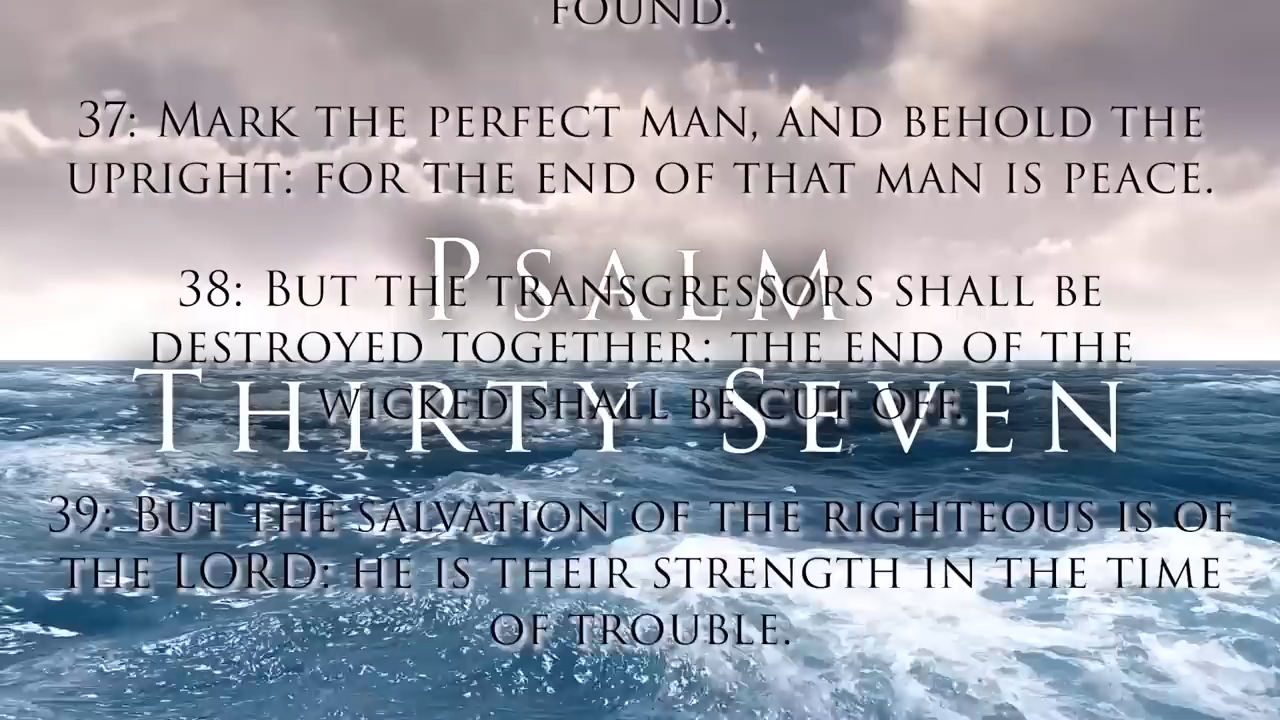 FOUND.
37: MARK THE PERFECT MAN, AND BEHOLD THE
UPRIGHT: FOR THE END OF THAT MAN IS PEACE.
PSALM
38: BUT THE TRANSGRESSORS SHALL BE
DESTROYED TOGETHER: THE END OF THE
THIRTY SEVEN
WICKED SHALL BE CUT OFF.
39: BUT THE SALVATION OF THE RIGHTEOUS IS OF
THE LORD: HE IS THEIR STRENGTH IN THE TIME
OF TROUBLE.